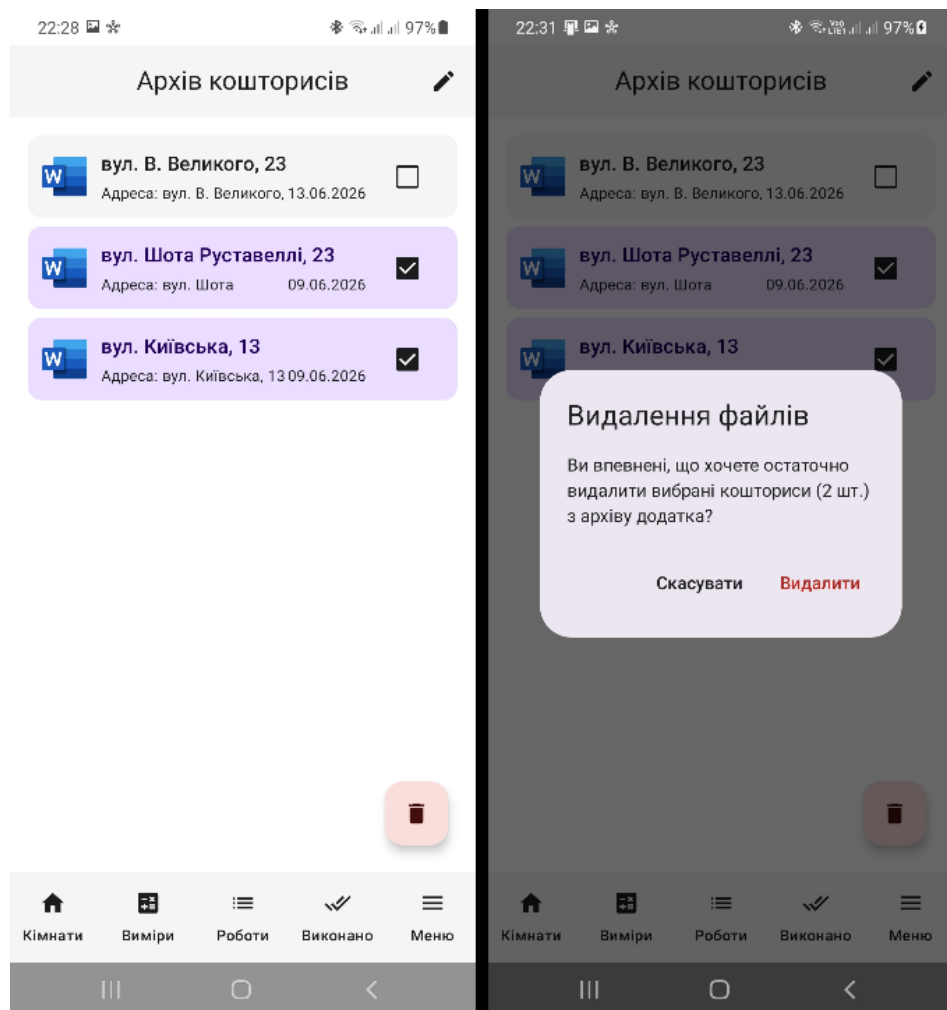 22:28
97%
Архів кошторисів
W
вул. В. Великого, 23
Адреса: вул. В. Великого, 13.06.2026
W
вул. Шота Руставеллі, 23
Адреса: вул. Шота 09.06.2026
W
вул. Київська, 13
Адреса: вул. Київська, 13 09.06.2026
Кімнати Виміри Роботи Виконано Меню
22:31
Vo0 LTE1 97%
Архів кошторисів
W
вул. В. Великого, 23
Адреса: вул. В. Великого, 13.06.2026
W
вул. Шота Руставеллі, 23
Адреса: вул. Шота 09.06.2026
W
вул. Київська, 13
Видалення файлів
Ви впевнені, що хочете остаточно
видалити вибрані кошториси (2 шт.)
з архіву додатка?
Скасувати Видалити
Кімнати Виміри Роботи Виконано Меню